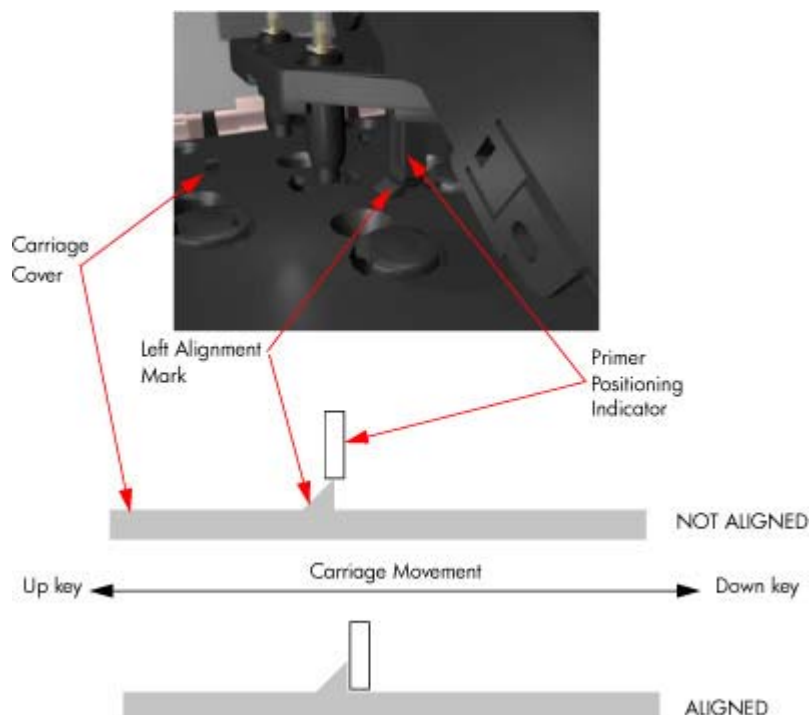 Carriage
Cover
Left Alignment
Mark
Primer
Positioning
Indicator
NOT ALIGNED
Up key
Carriage Movement
Down key
ALIGNED